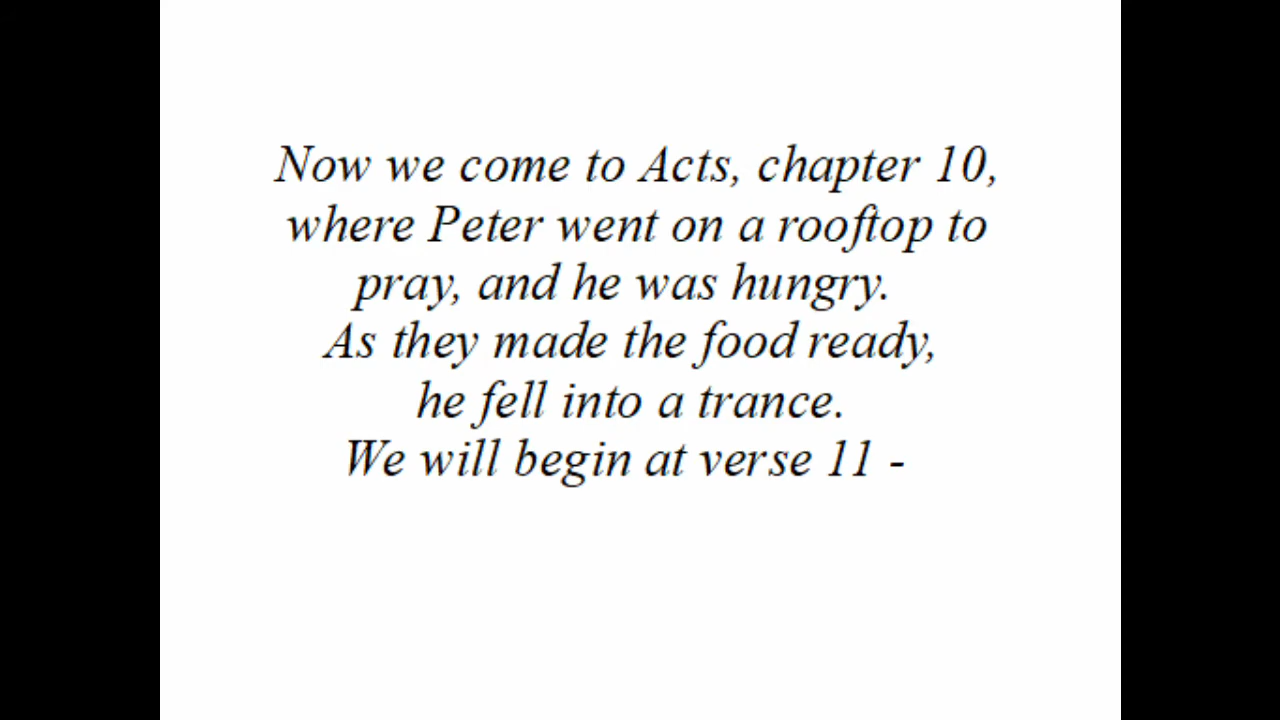 Now we come to Acts, chapter 10,
where Peter went on a rooftop to
pray, and he was hungry.
As they made the food ready,
he fell into a trance.
We will begin at verse 11 -